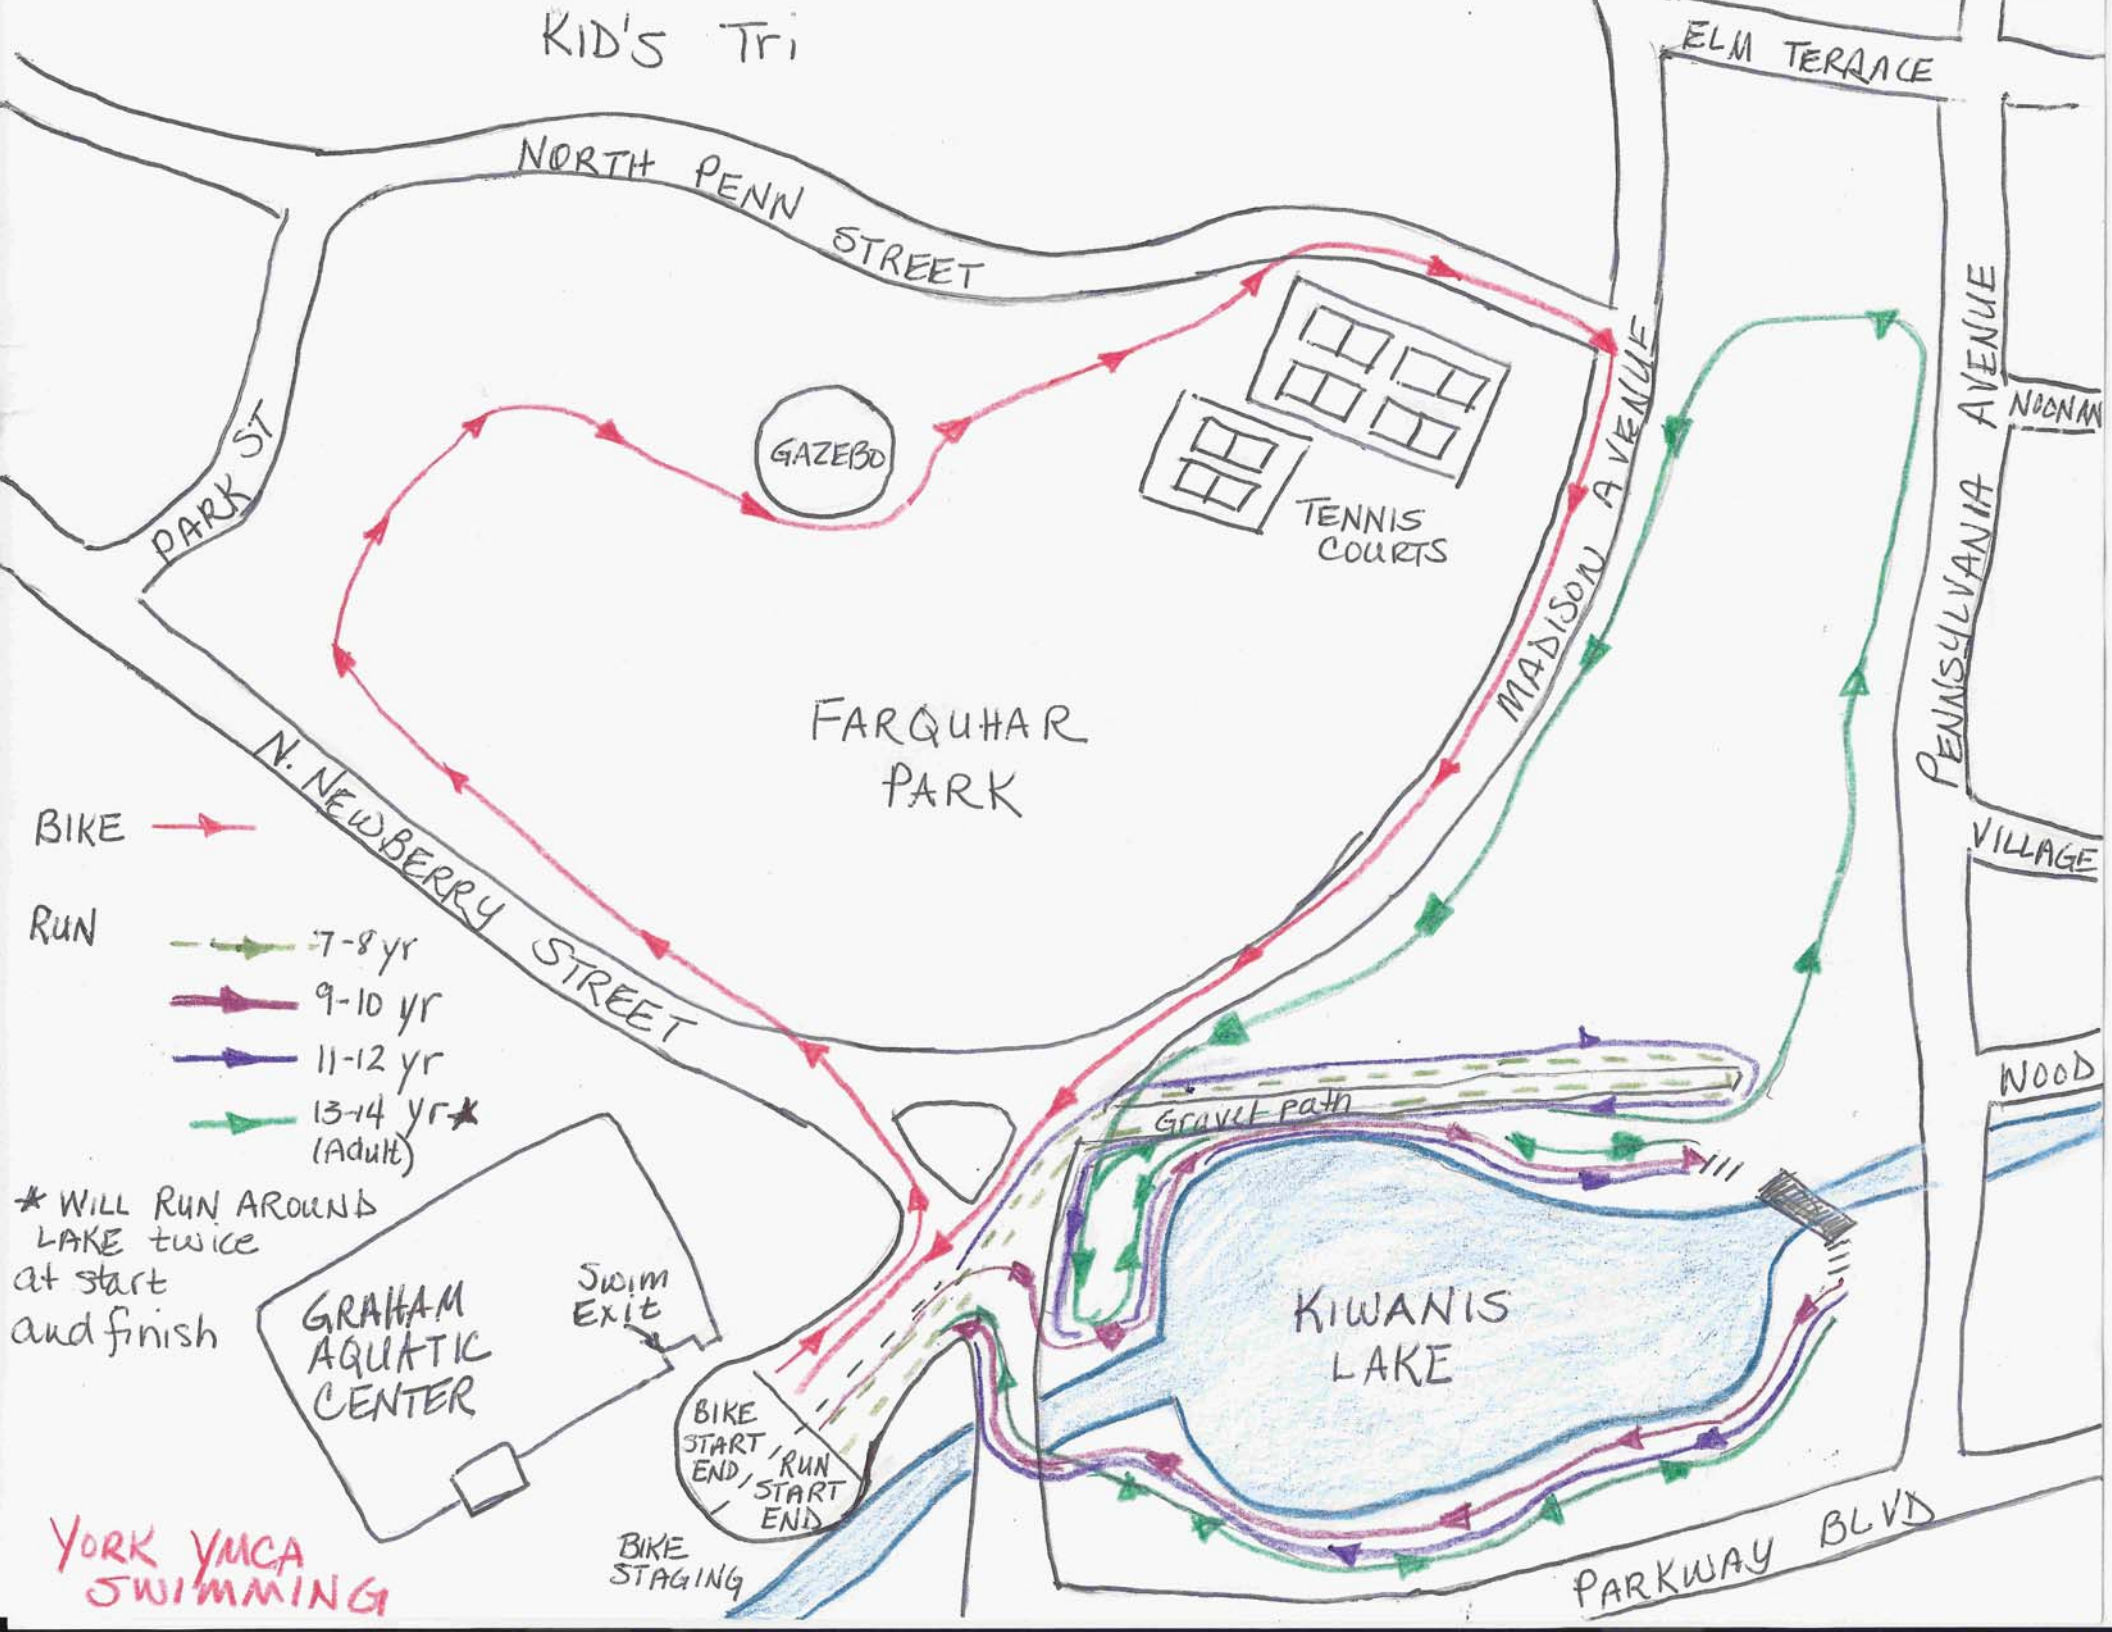 KID'S Tri
ELM TERRACE
NORTH PENN STREET
MADISON AVENUE
PENNSYLVANIA AVENUE
NOONAN
PARK ST
GAZEBO
TENNIS
COURTS
FARQUHAR
PARK
N. NEWBERRY STREET
VILLAGE
WOOD
BIKE
RUN
7-8 yr
9-10 yr
11-12 yr
13-14 yr ★
(Adult)
★ WILL RUN AROUND
LAKE twice
at start
and finish
Gravel path
Swim
Exit
GRAHAM
AQUATIC
CENTER
KIWANIS
LAKE
BIKE
START
END
RUN
START
END
BIKE
STAGING
PARKWAY BLVD
YORK YMCA
SWIMMING